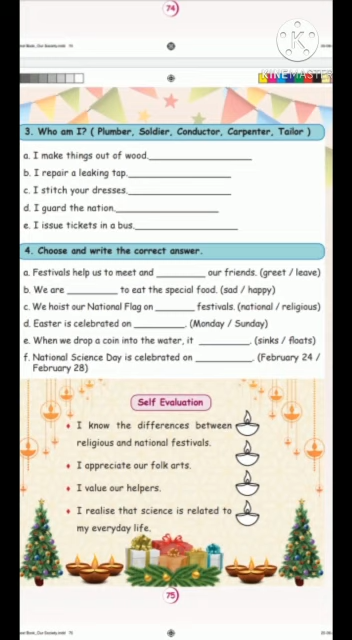 74
KINEMASTER
3. Who am I? ( Plumber, Soldier, Conductor, Carpenter, Tailor )
a. I make things out of wood.
b. I repair a leaking tap.
c. I stitch your dresses.
d. I guard the nation.
e. I issue tickets in a bus.
4. Choose and write the correct answer.
a. Festivals help us to meet and ________ our friends. (greet / leave)
b. We are ________ to eat the special food. (sad / happy)
c. We hoist our National Flag on ________ festivals. (national / religious)
d. Easter is celebrated on ________. (Monday / Sunday)
e. When we drop a coin into the water, it ________. (sinks / floats)
f. National Science Day is celebrated on ________. (February 24 /
February 28)
Self Evaluation
I know the differences between
religious and national festivals.
I appreciate our folk arts.
I value our helpers.
I realise that science is related to
my everyday life.
75